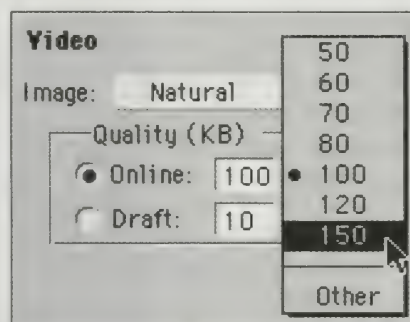 Video
Image: Natural
Quality (KB)
Online: 100
Draft: 10
50
60
70
80
100
120
150
Other